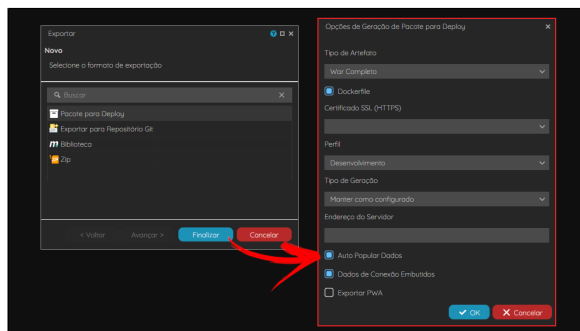 Exportar
Novo
Selecione o formato de exportação
Buscar
Pacote para Deploy
Exportar para Repositório Git
Biblioteca
Zip
< Voltar
Avançar >
Finalizar
Cancelar
Opções de Geração de Pacote para Deploy
Tipo de Artefato
War Completo
Dockerfile
Certificado SSL (HTTPS)
Perfil
Desenvolvimento
Tipo de Geração
Manter como configurado
Endereço do Servidor
Auto Popular Dados
Dados de Conexão Embutidos
Exportar PWA
OK
Cancelar